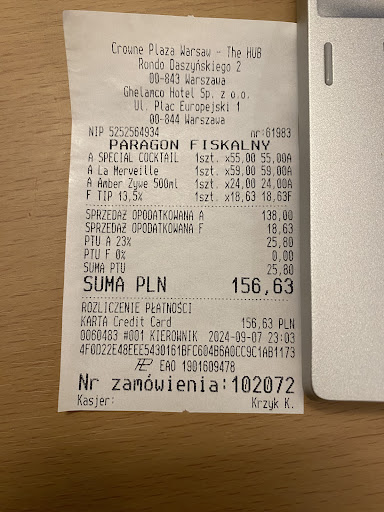 Crowne Plaza Warsaw - The HUB
Rondo Daszyńskiego 2
00-843 Warszawa
Ghelamco Hotel Sp. z o.o.
Ul. Plac Europejski 1
00-844 Warszawa
NIP 5252564934 nr:61983
PARAGON FISKALNY
A SPECIAL COCKTAIL 1szt. x55,00 55,00A
A La Merveille 1szt. x59,00 59,00A
A Amber Żywe 500ml 1szt. x24,00 24,00A
F TIP 13,5% 1szt. x18,63 18,63F
SPRZEDAŻ OPODATKOWANA A 138,00
SPRZEDAŻ OPODATKOWANA F 18,63
PTU A 23% 25,80
PTU F 0% 0,00
SUMA PTU 25,80
SUMA PLN 156,63
ROZLICZENIE PŁATNOŚCI
KARTA Credit Card 156,63 PLN
0060483 #001 KIEROWNIK 2024-09-07 23:03
4F0D22E48EEE5430161BFC604B6A0CC9C1AB1173
EAO 1901609478
Nr zamówienia:102072
Kasjer: Krzyk K.